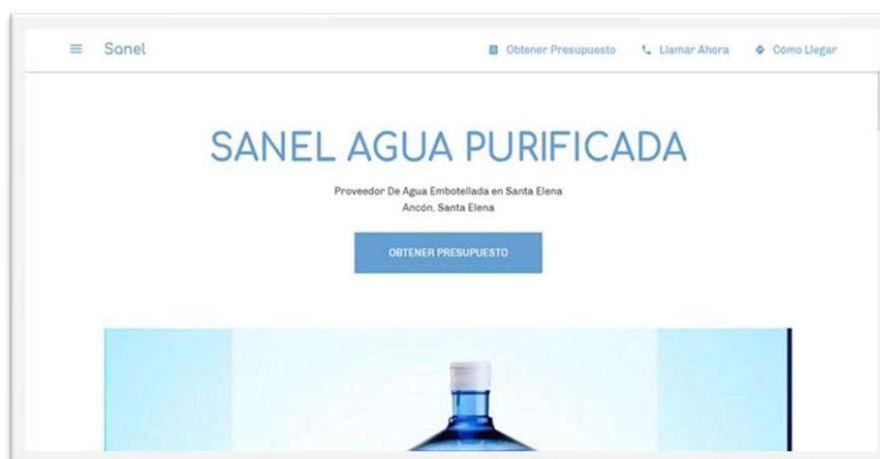 Sanel
Obtener Presupuesto
Llamar Ahora
Cómo Llegar
SANEL AGUA PURIFICADA
Proveedor De Agua Embotellada en Santa Elena
Ancón, Santa Elena
OBTENER PRESUPUESTO